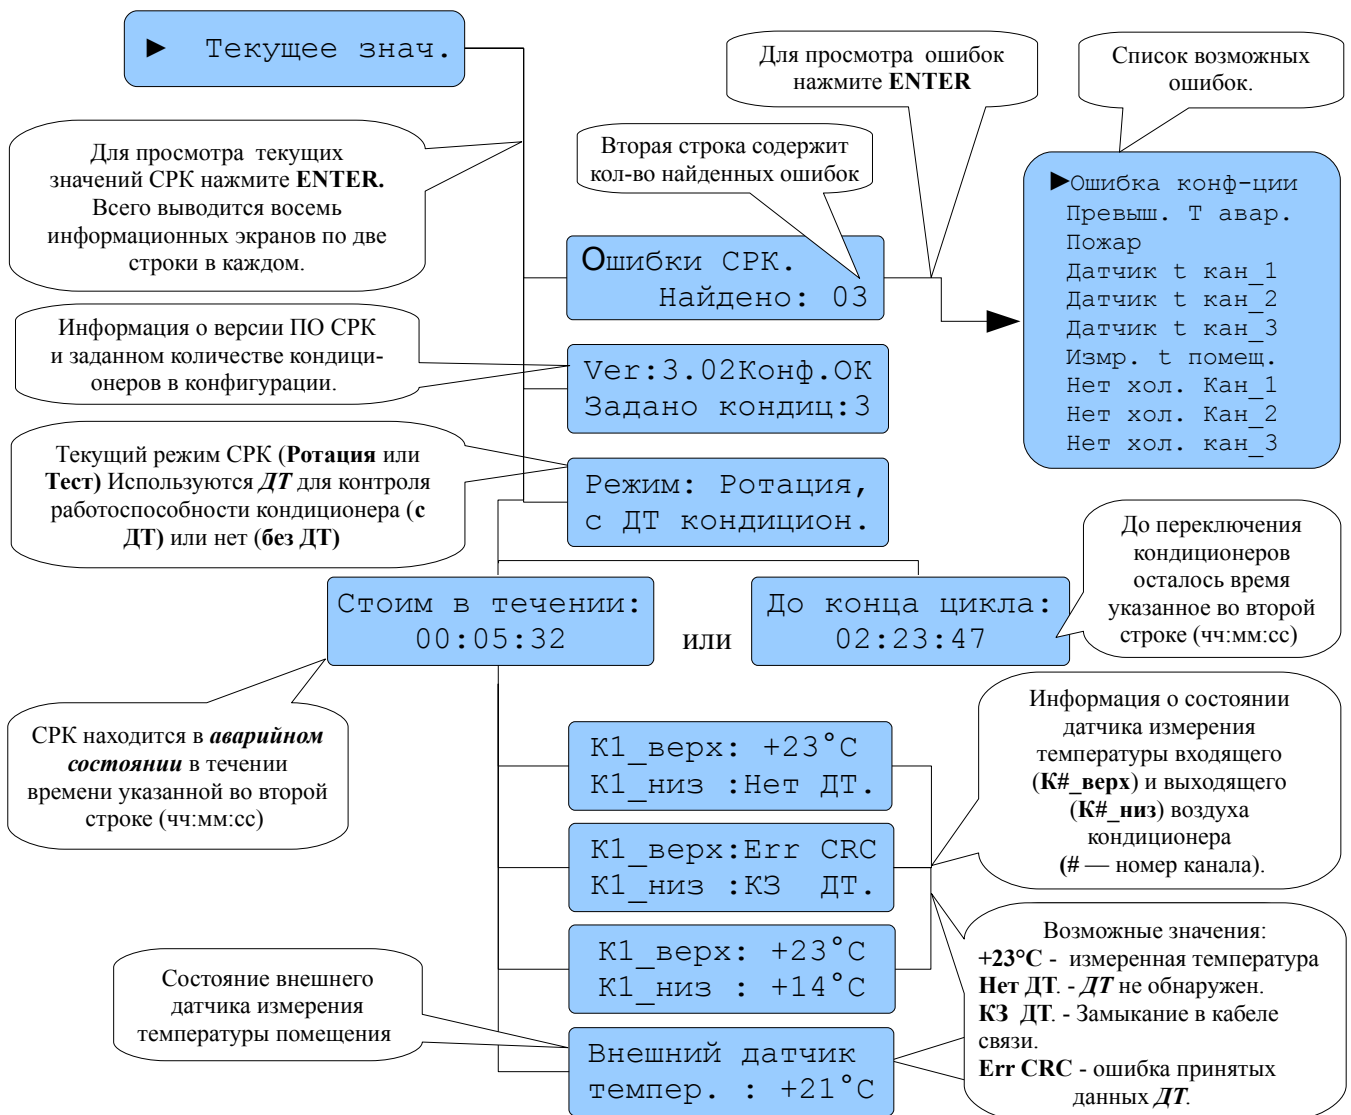 ► Текущее знач.
Для просмотра ошибок
нажмите ENTER
Список возможных
ошибок.
Для просмотра текущих
значений СРК нажмите ENTER.
Всего выводится восемь
информационных экранов по две
строки в каждом.
Вторая строка содержит
кол-во найденных ошибок
►Ошибка конф-ции
Превыш. Т авар.
Пожар
Датчик t кан_1
Датчик t кан_2
Датчик t кан_3
Измр. t помещ.
Нет хол. Кан_1
Нет хол. Кан_2
Нет хол. кан_3
Ошибки СРК.
Найдено: 03
Информация о версии ПО СРК
и заданном количестве кондици-
онеров в конфигурации.
Ver:3.02Конф.ОК
Задано кондиц:3
Текущий режим СРК (Ротация или
Тест) Используются ДТ для контроля
работоспособности кондиционера (с
ДТ) или нет (без ДТ)
Режим: Ротация,
с ДТ кондицион.
До переключения
кондиционеров
осталось время
указанное во второй
строке (чч:мм:сс)
Стоим в течении:
00:05:32
или
До конца цикла:
02:23:47
СРК находится в аварийном
состоянии в течении
времени указанной во второй
строке (чч:мм:сс)
Информация о состоянии
датчика измерения
температуры входящего
(К#_верх) и выходящего
(К#_низ) воздуха
кондиционера
(# — номер канала).
К1_верх: +23°C
К1_низ :Нет ДТ.
К1_верх:Err CRC
К1_низ :КЗ ДТ.
К1_верх: +23°C
К1_низ : +14°C
Состояние внешнего
датчика измерения
температуры помещения
Внешний датчик
темпер. : +21°C
Возможные значения:
+23°C - измеренная температура
Нет ДТ. - ДТ не обнаружен.
КЗ ДТ. - Замыкание в кабеле
связи.
Err CRC - ошибка принятых
данных ДТ.